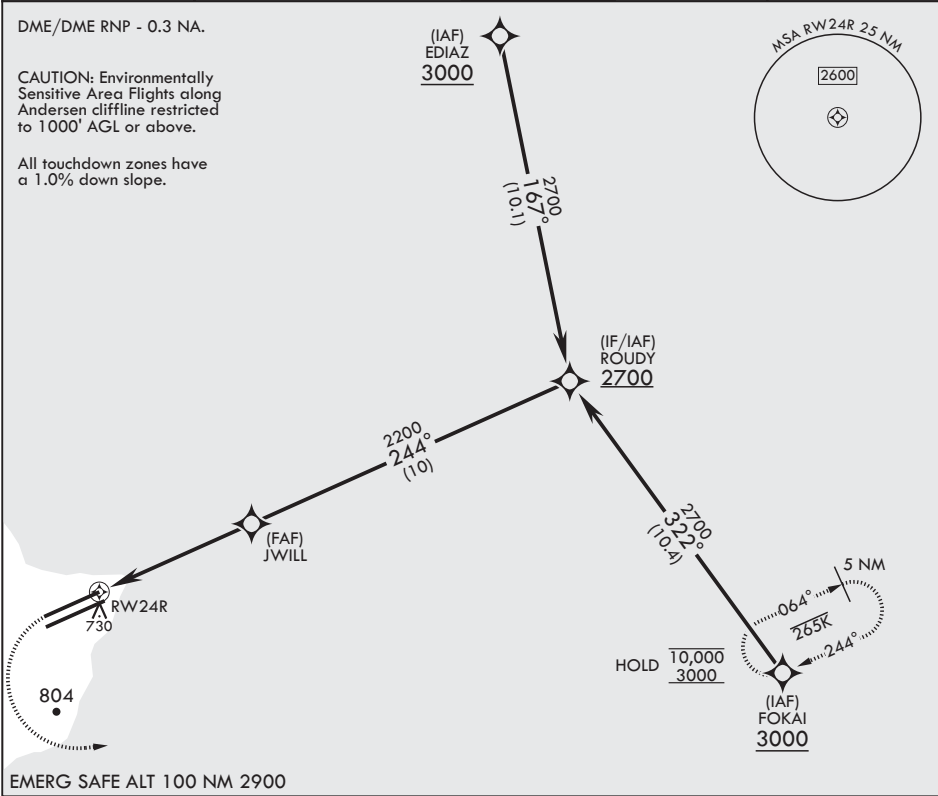 DME/DME RNP - 0.3 NA.
CAUTION: Environmentally
Sensitive Area Flights along
Andersen cliffline restricted
to 1000' AGL or above.
All touchdown zones have
a 1.0% down slope.
(IAF)
EDIAZ
3000
MSA RW24R 25 NM
2600
2700
167°
(10.1)
(IF/IAF)
ROUDY
2700
2200
244°
(10)
(FAF)
JWILL
2700
322°
(10.4)
5 NM
064°
265K
244°
HOLD
10,000
3000
(IAF)
FOKAI
3000
RW24R
730
804
EMERG SAFE ALT 100 NM 2900